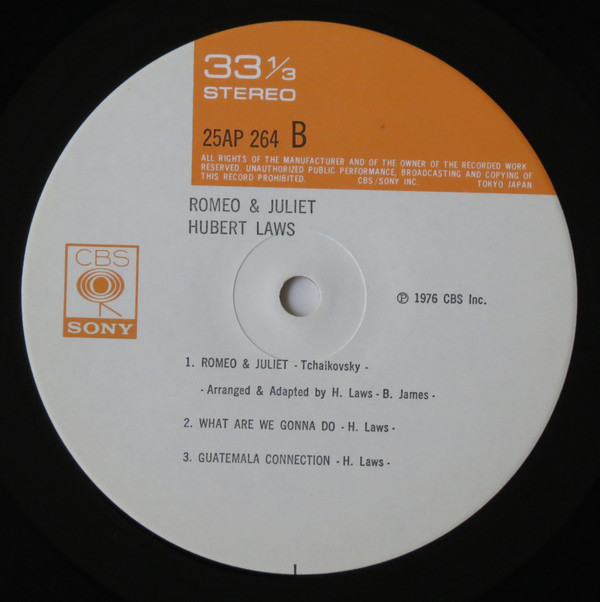 33 1/3
STEREO
25AP 264 B
ALL RIGHTS OF THE MANUFACTURER AND OF THE OWNER OF THE RECORDED WORK
RESERVED. UNAUTHORIZED PUBLIC PERFORMANCE, BROADCASTING AND COPYING OF
THIS RECORD PROHIBITED. CBS/SONY INC. TOKYO JAPAN
ROMEO & JULIET
HUBERT LAWS
CBS
SONY
℗ 1976 CBS Inc.
1. ROMEO & JULIET - Tchaikovsky -
- Arranged & Adapted by H. Laws - B. James -
2. WHAT ARE WE GONNA DO - H. Laws -
3. GUATEMALA CONNECTION - H. Laws -